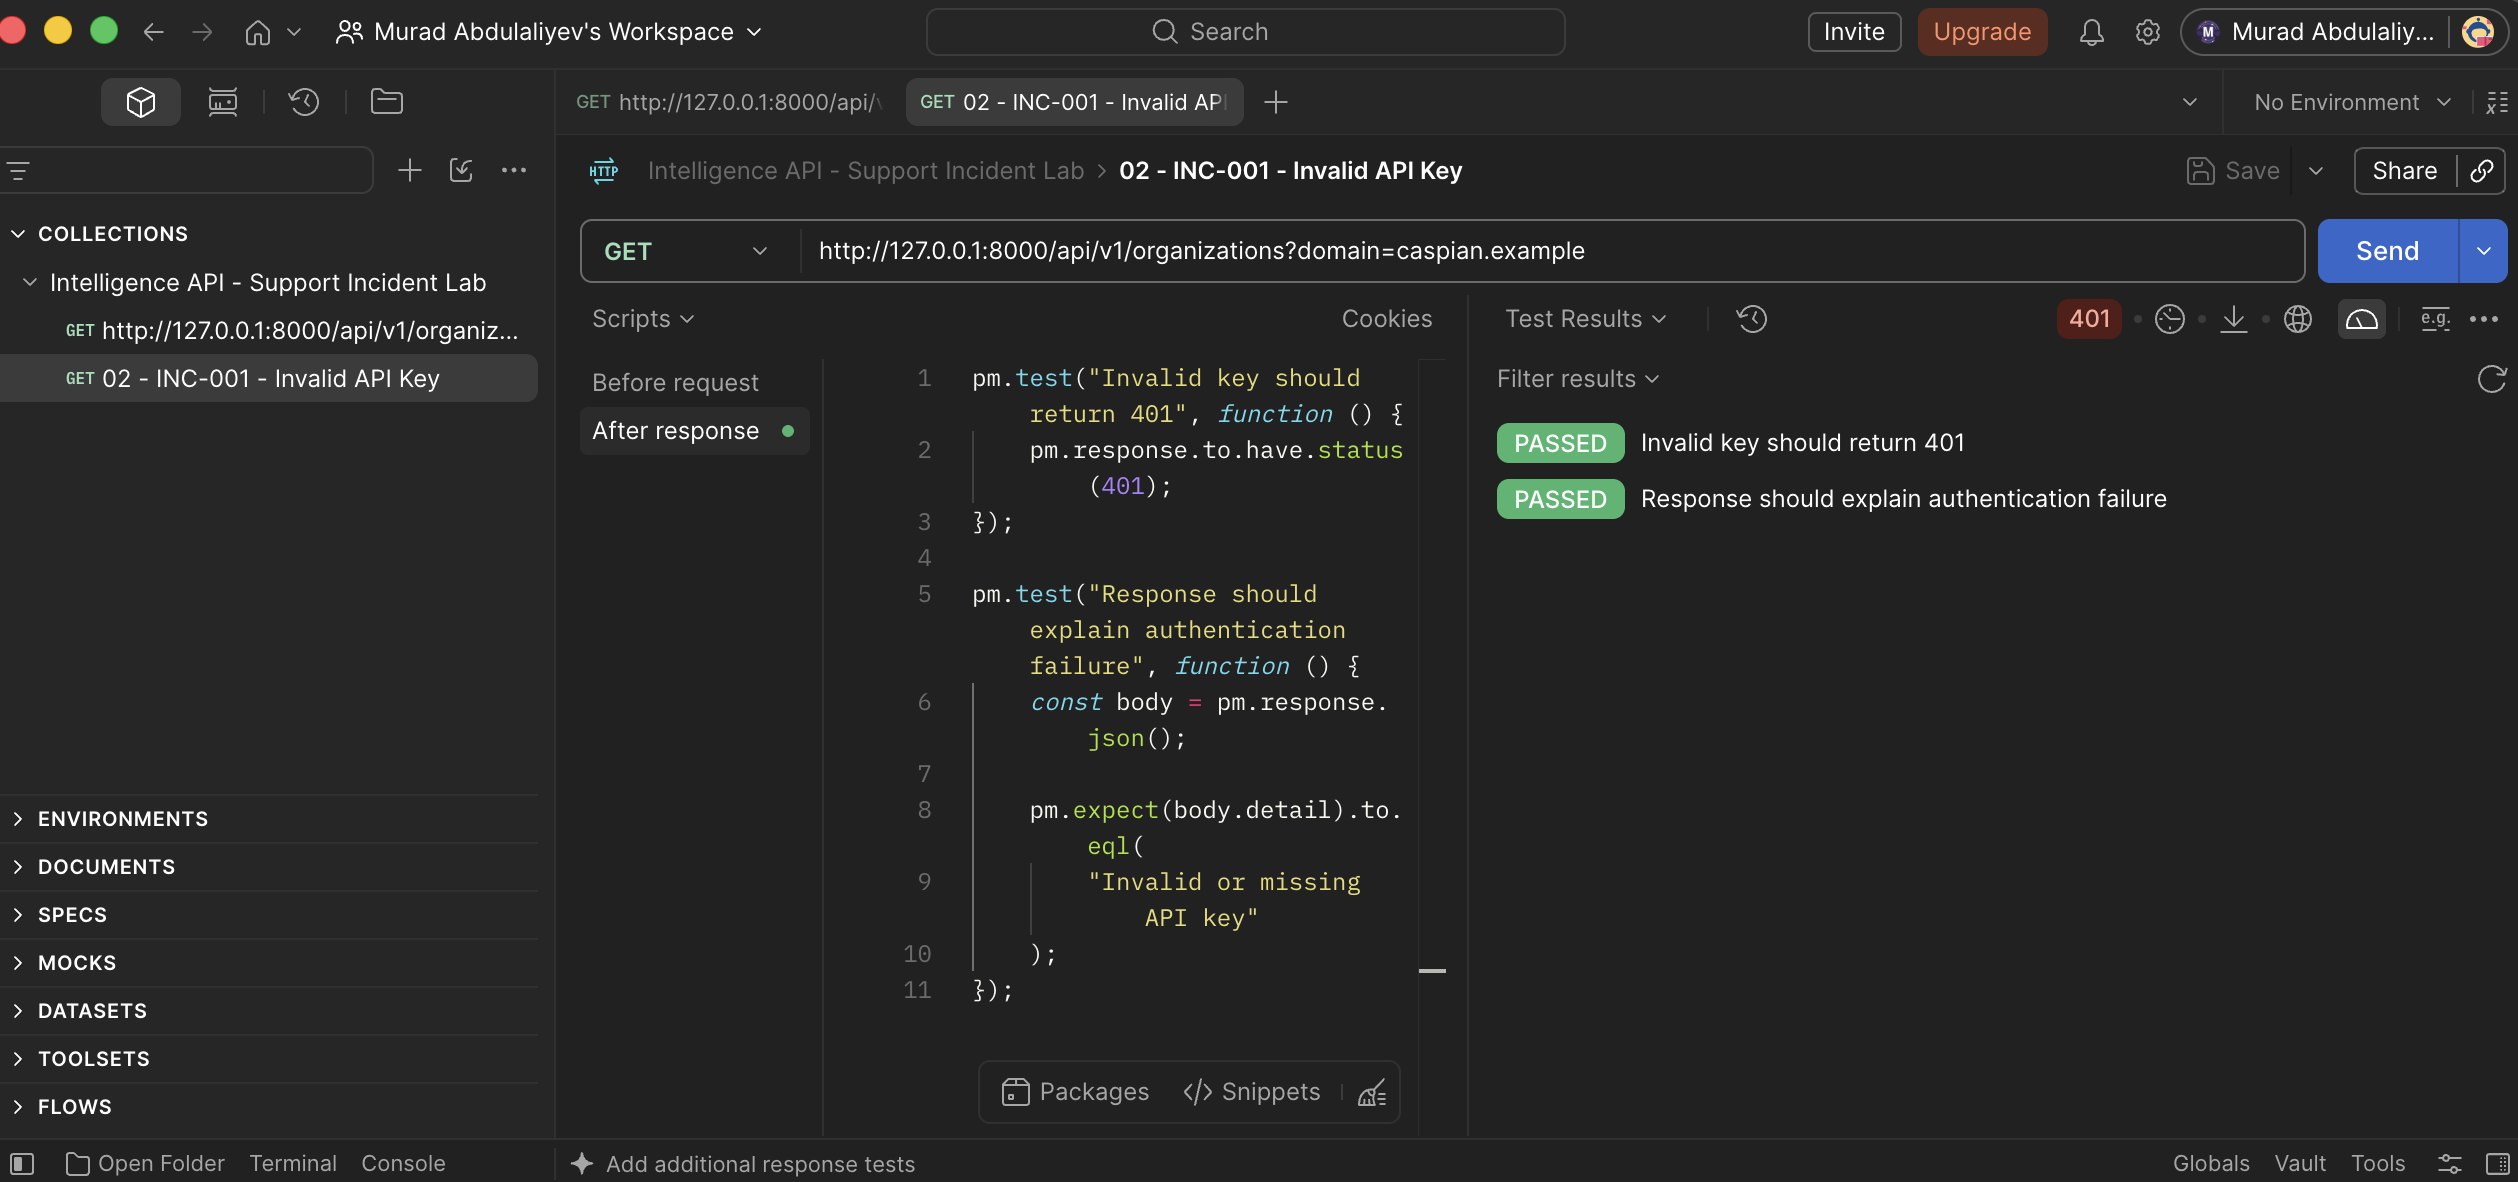 Murad Abdulaliyev's Workspace
Search
Invite
Upgrade
M
Murad Abdulaliy...
GET http://127.0.0.1:8000/api/
GET 02 - INC-001 - Invalid AP
No Environment
HTTP
Intelligence API - Support Incident Lab > 02 - INC-001 - Invalid API Key
Save
Share
COLLECTIONS
Intelligence API - Support Incident Lab
GET http://127.0.0.1:8000/api/v1/organiz...
GET 02 - INC-001 - Invalid API Key
ENVIRONMENTS
DOCUMENTS
SPECS
MOCKS
DATASETS
TOOLSETS
FLOWS
GET
http://127.0.0.1:8000/api/v1/organizations?domain=caspian.example
Send
Scripts
Cookies
Before request
After response
1 pm.test("Invalid key should
return 401", function () {
2 pm.response.to.have.status
(401);
3 });
4
5 pm.test("Response should
explain authentication
failure", function () {
6 const body = pm.response.
json();
7
8 pm.expect(body.detail).to.
eql(
9 "Invalid or missing
API key"
10 );
11 });
Packages
</> Snippets
Test Results
401
e.g.
Filter results
PASSED Invalid key should return 401
PASSED Response should explain authentication failure
Open Folder
Terminal
Console
Add additional response tests
Globals
Vault
Tools